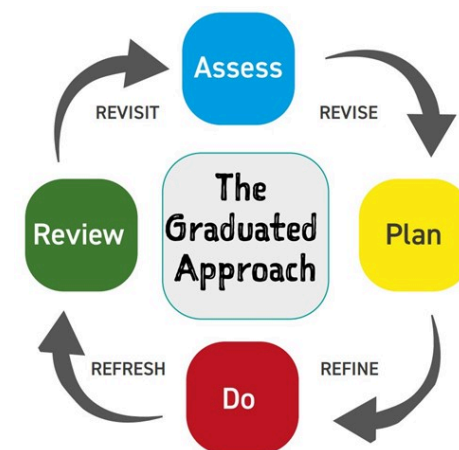 Assess
REVISIT
REVISE
The
Graduated
Approach
Review
Plan
REFRESH
REFINE
Do